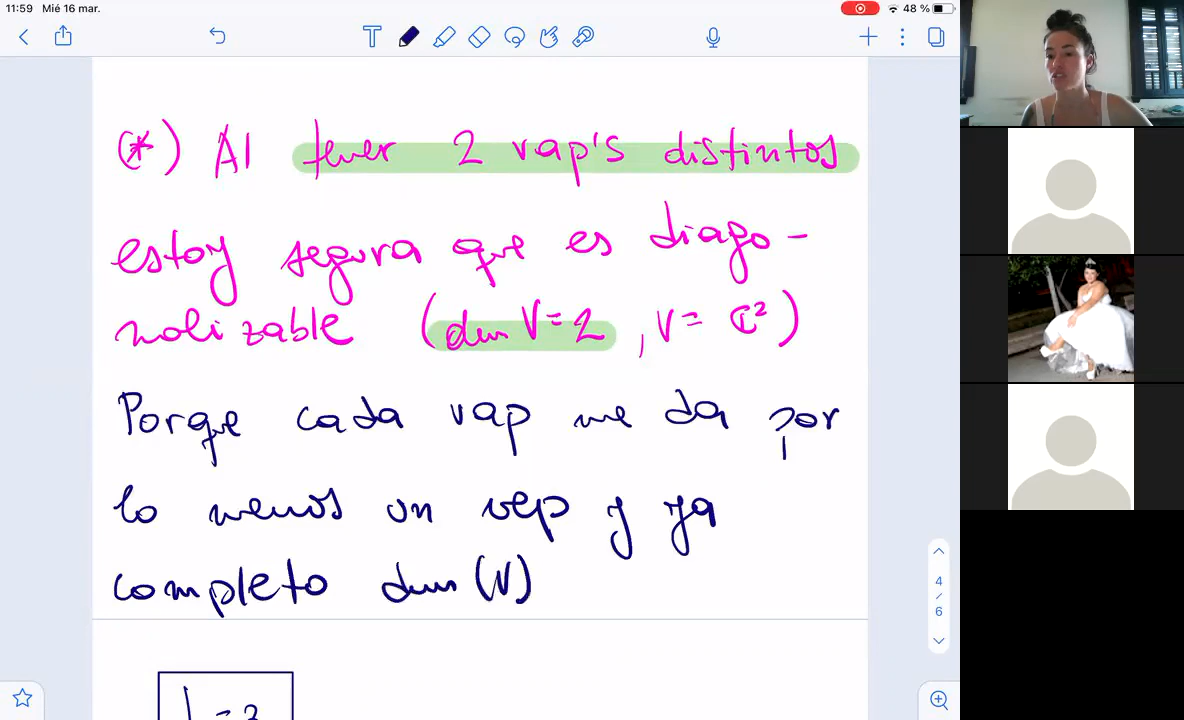 11:59 Mié 16 mar.
48 %
(*) Al tener 2 vap's distintos
estoy segura que es diago-
nalizable (dim V=2, V= ℂ²)
Porque cada vap me da por
lo menos un vep y ya
completo dim (V)
4
/
6
λ=2